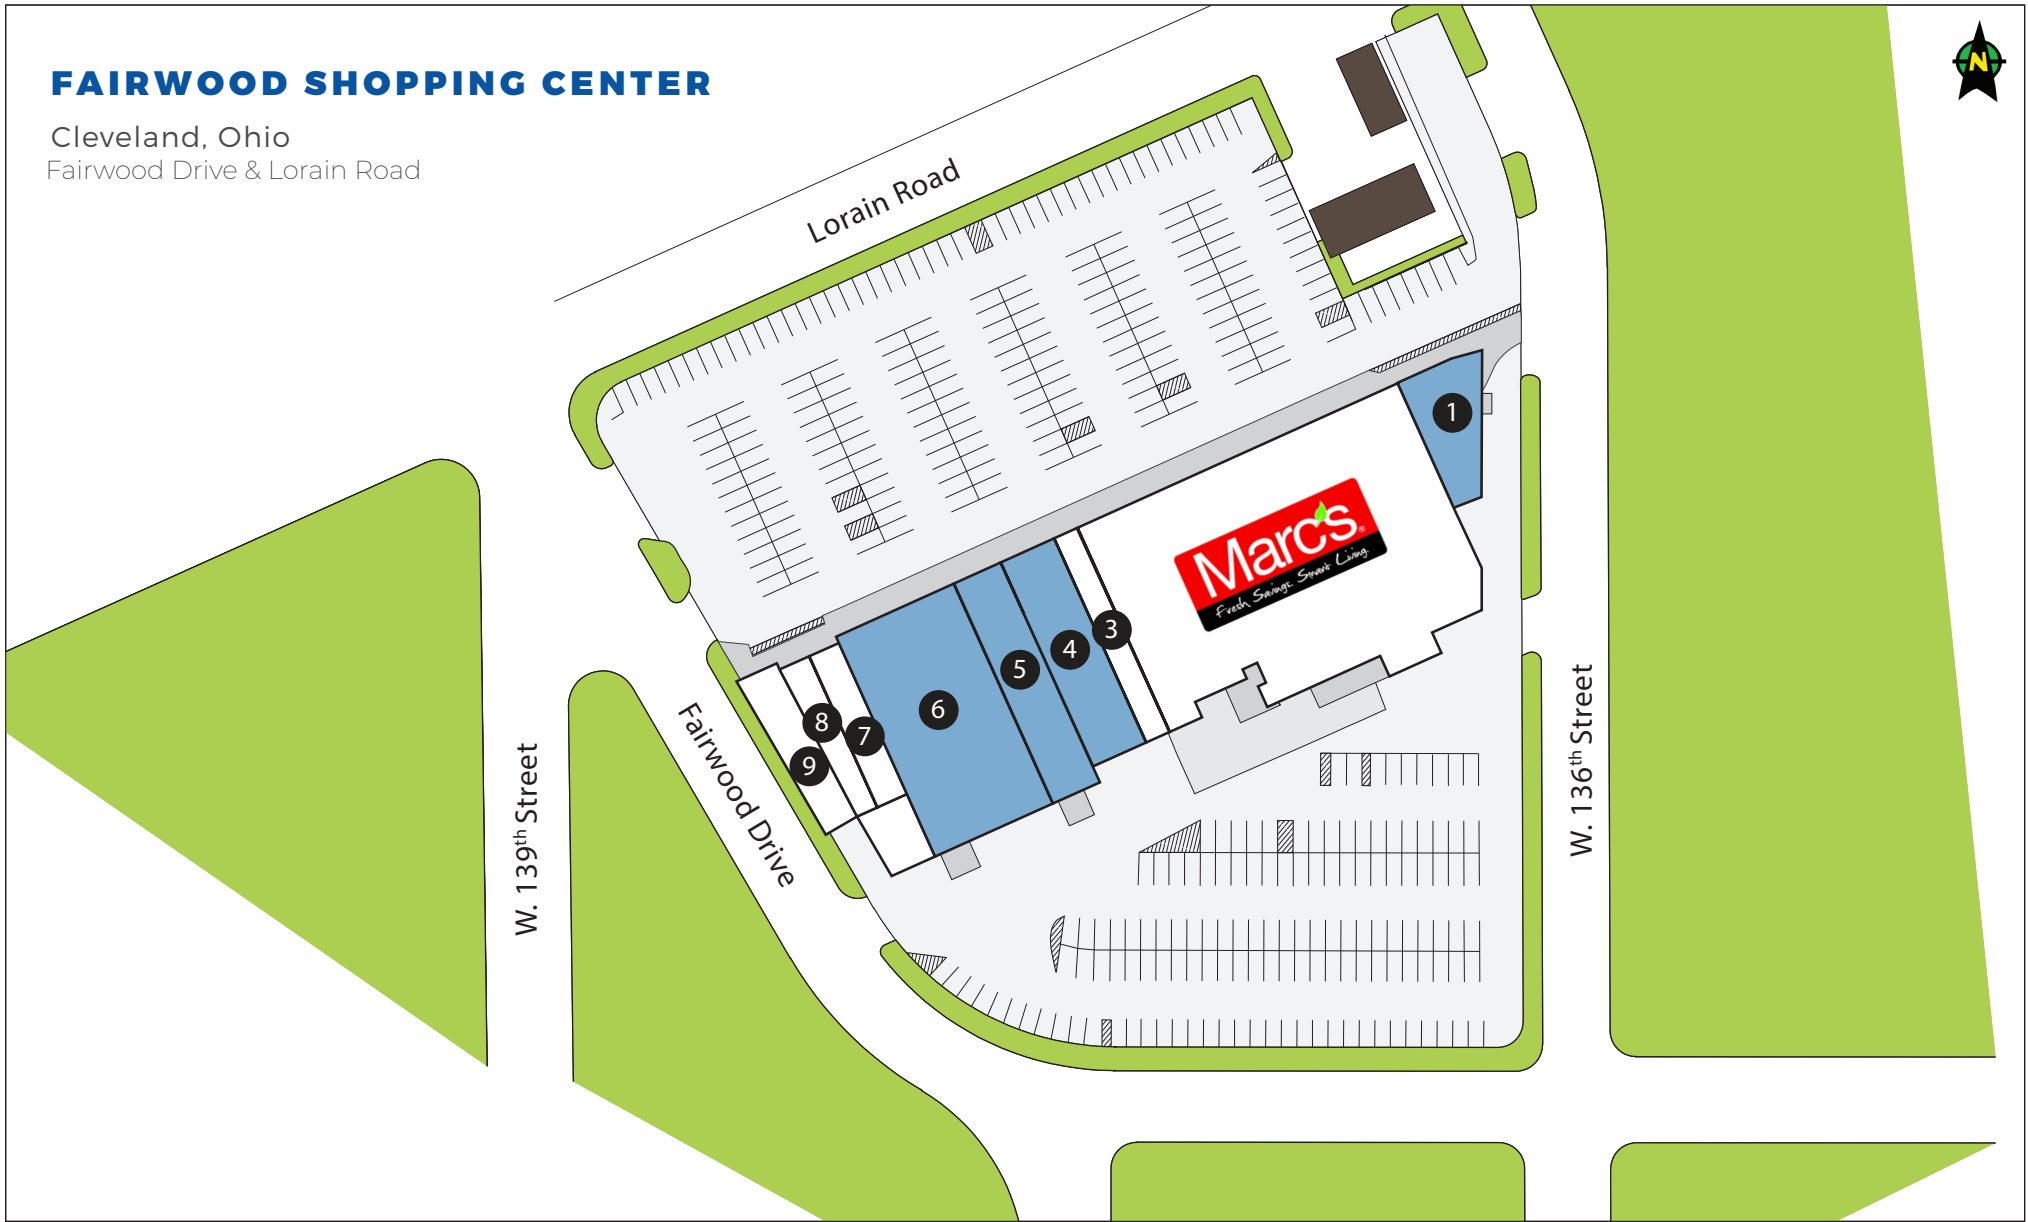 FAIRWOOD SHOPPING CENTER
Cleveland, Ohio
Fairwood Drive & Lorain Road
N
Lorain Road
1
Marc's
Fresh Savings. Smart Living.
3
4
5
6
7
8
9
Fairwood Drive
W. 139th Street
W. 136th Street